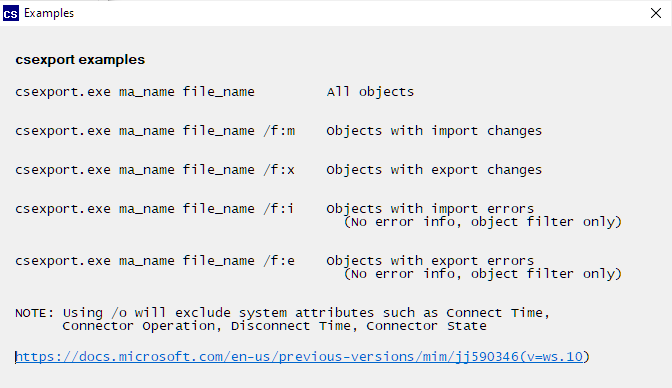 CS Examples
csexport examples
csexport.exe ma_name file_name All objects
csexport.exe ma_name file_name /f:m Objects with import changes
csexport.exe ma_name file_name /f:x Objects with export changes
csexport.exe ma_name file_name /f:i Objects with import errors
(No error info, object filter only)
csexport.exe ma_name file_name /f:e Objects with export errors
(No error info, object filter only)
NOTE: Using /o will exclude system attributes such as Connect Time,
Connector Operation, Disconnect Time, Connector State
https://docs.microsoft.com/en-us/previous-versions/mim/jj590346(v=ws.10)